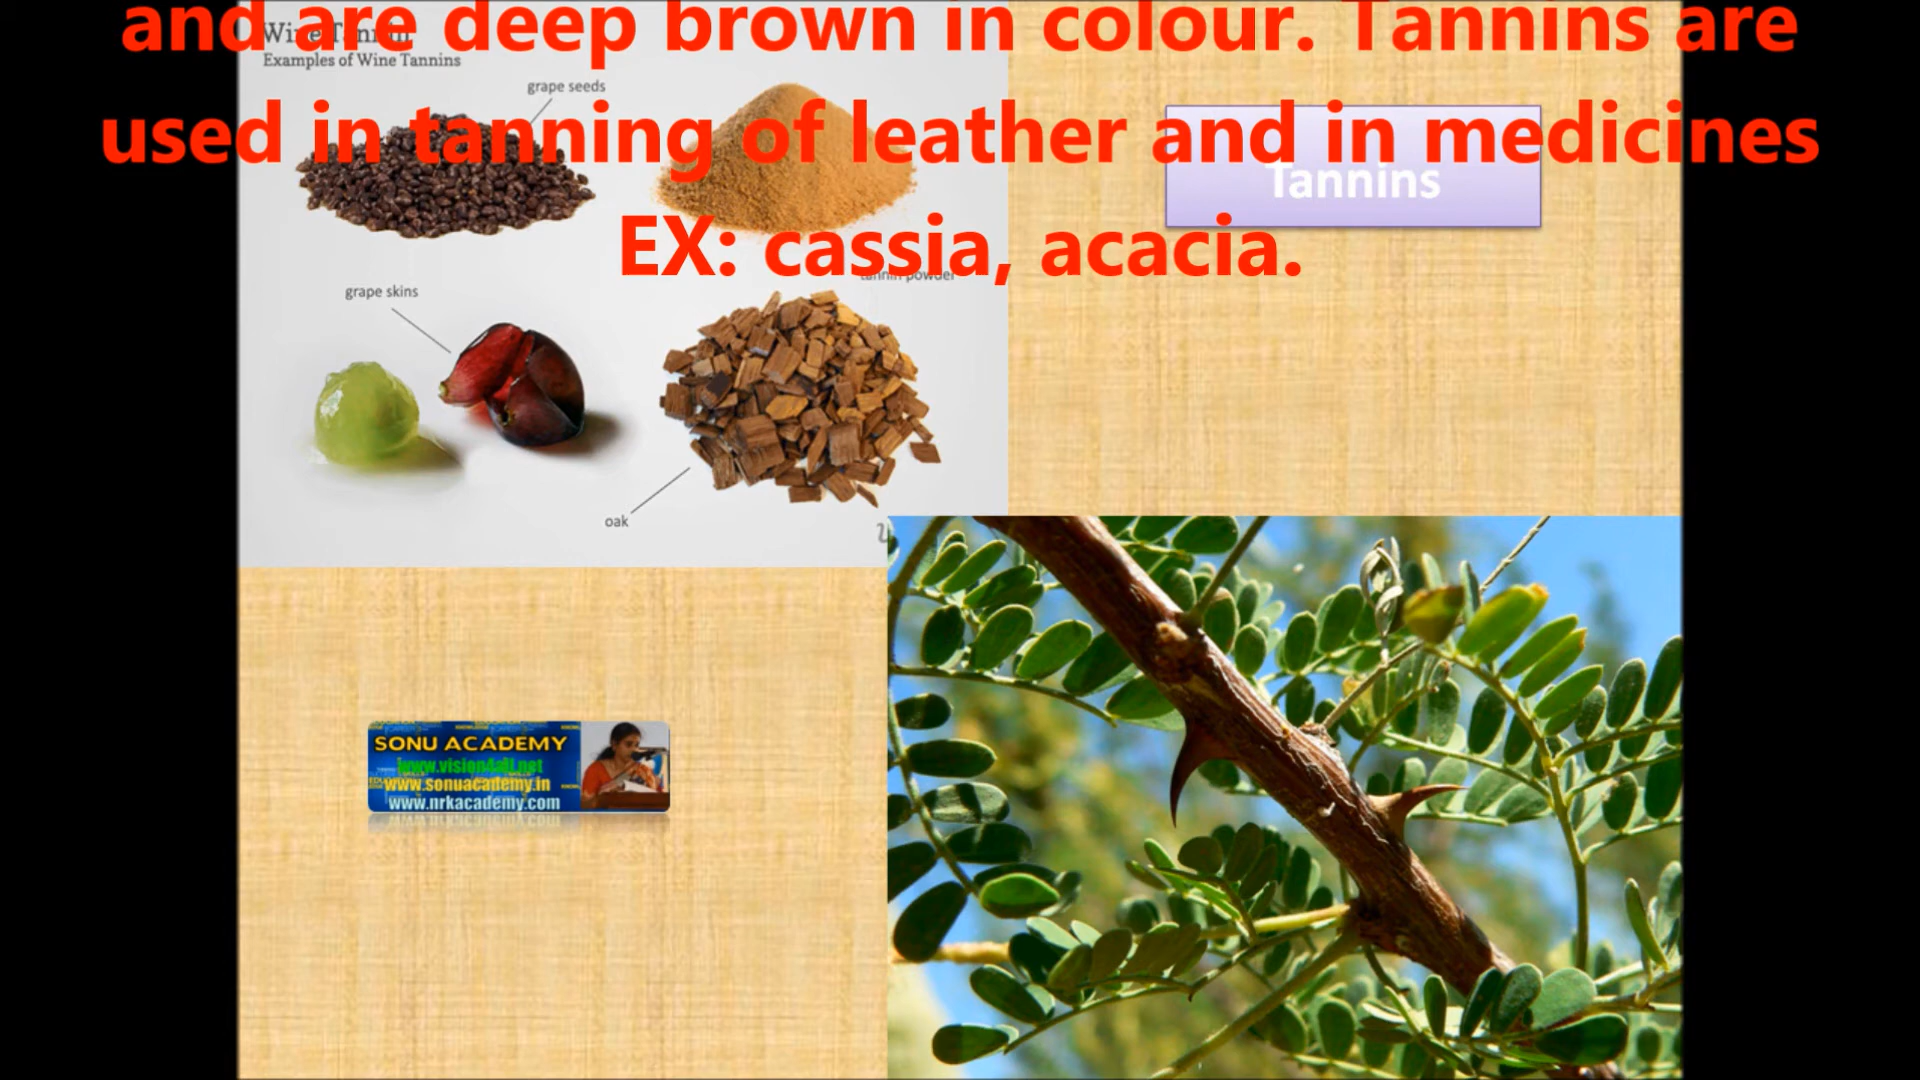 and are deep brown in colour. Tannins are
used in tanning of leather and in medicines
EX: cassia, acacia.
Wine Tannin
Examples of Wine Tannins
grape seeds
Tannins
tannin powder
grape skins
oak
SONU ACADEMY
www.vision4all.net
www.sonuacademy.in
www.nrkacademy.com